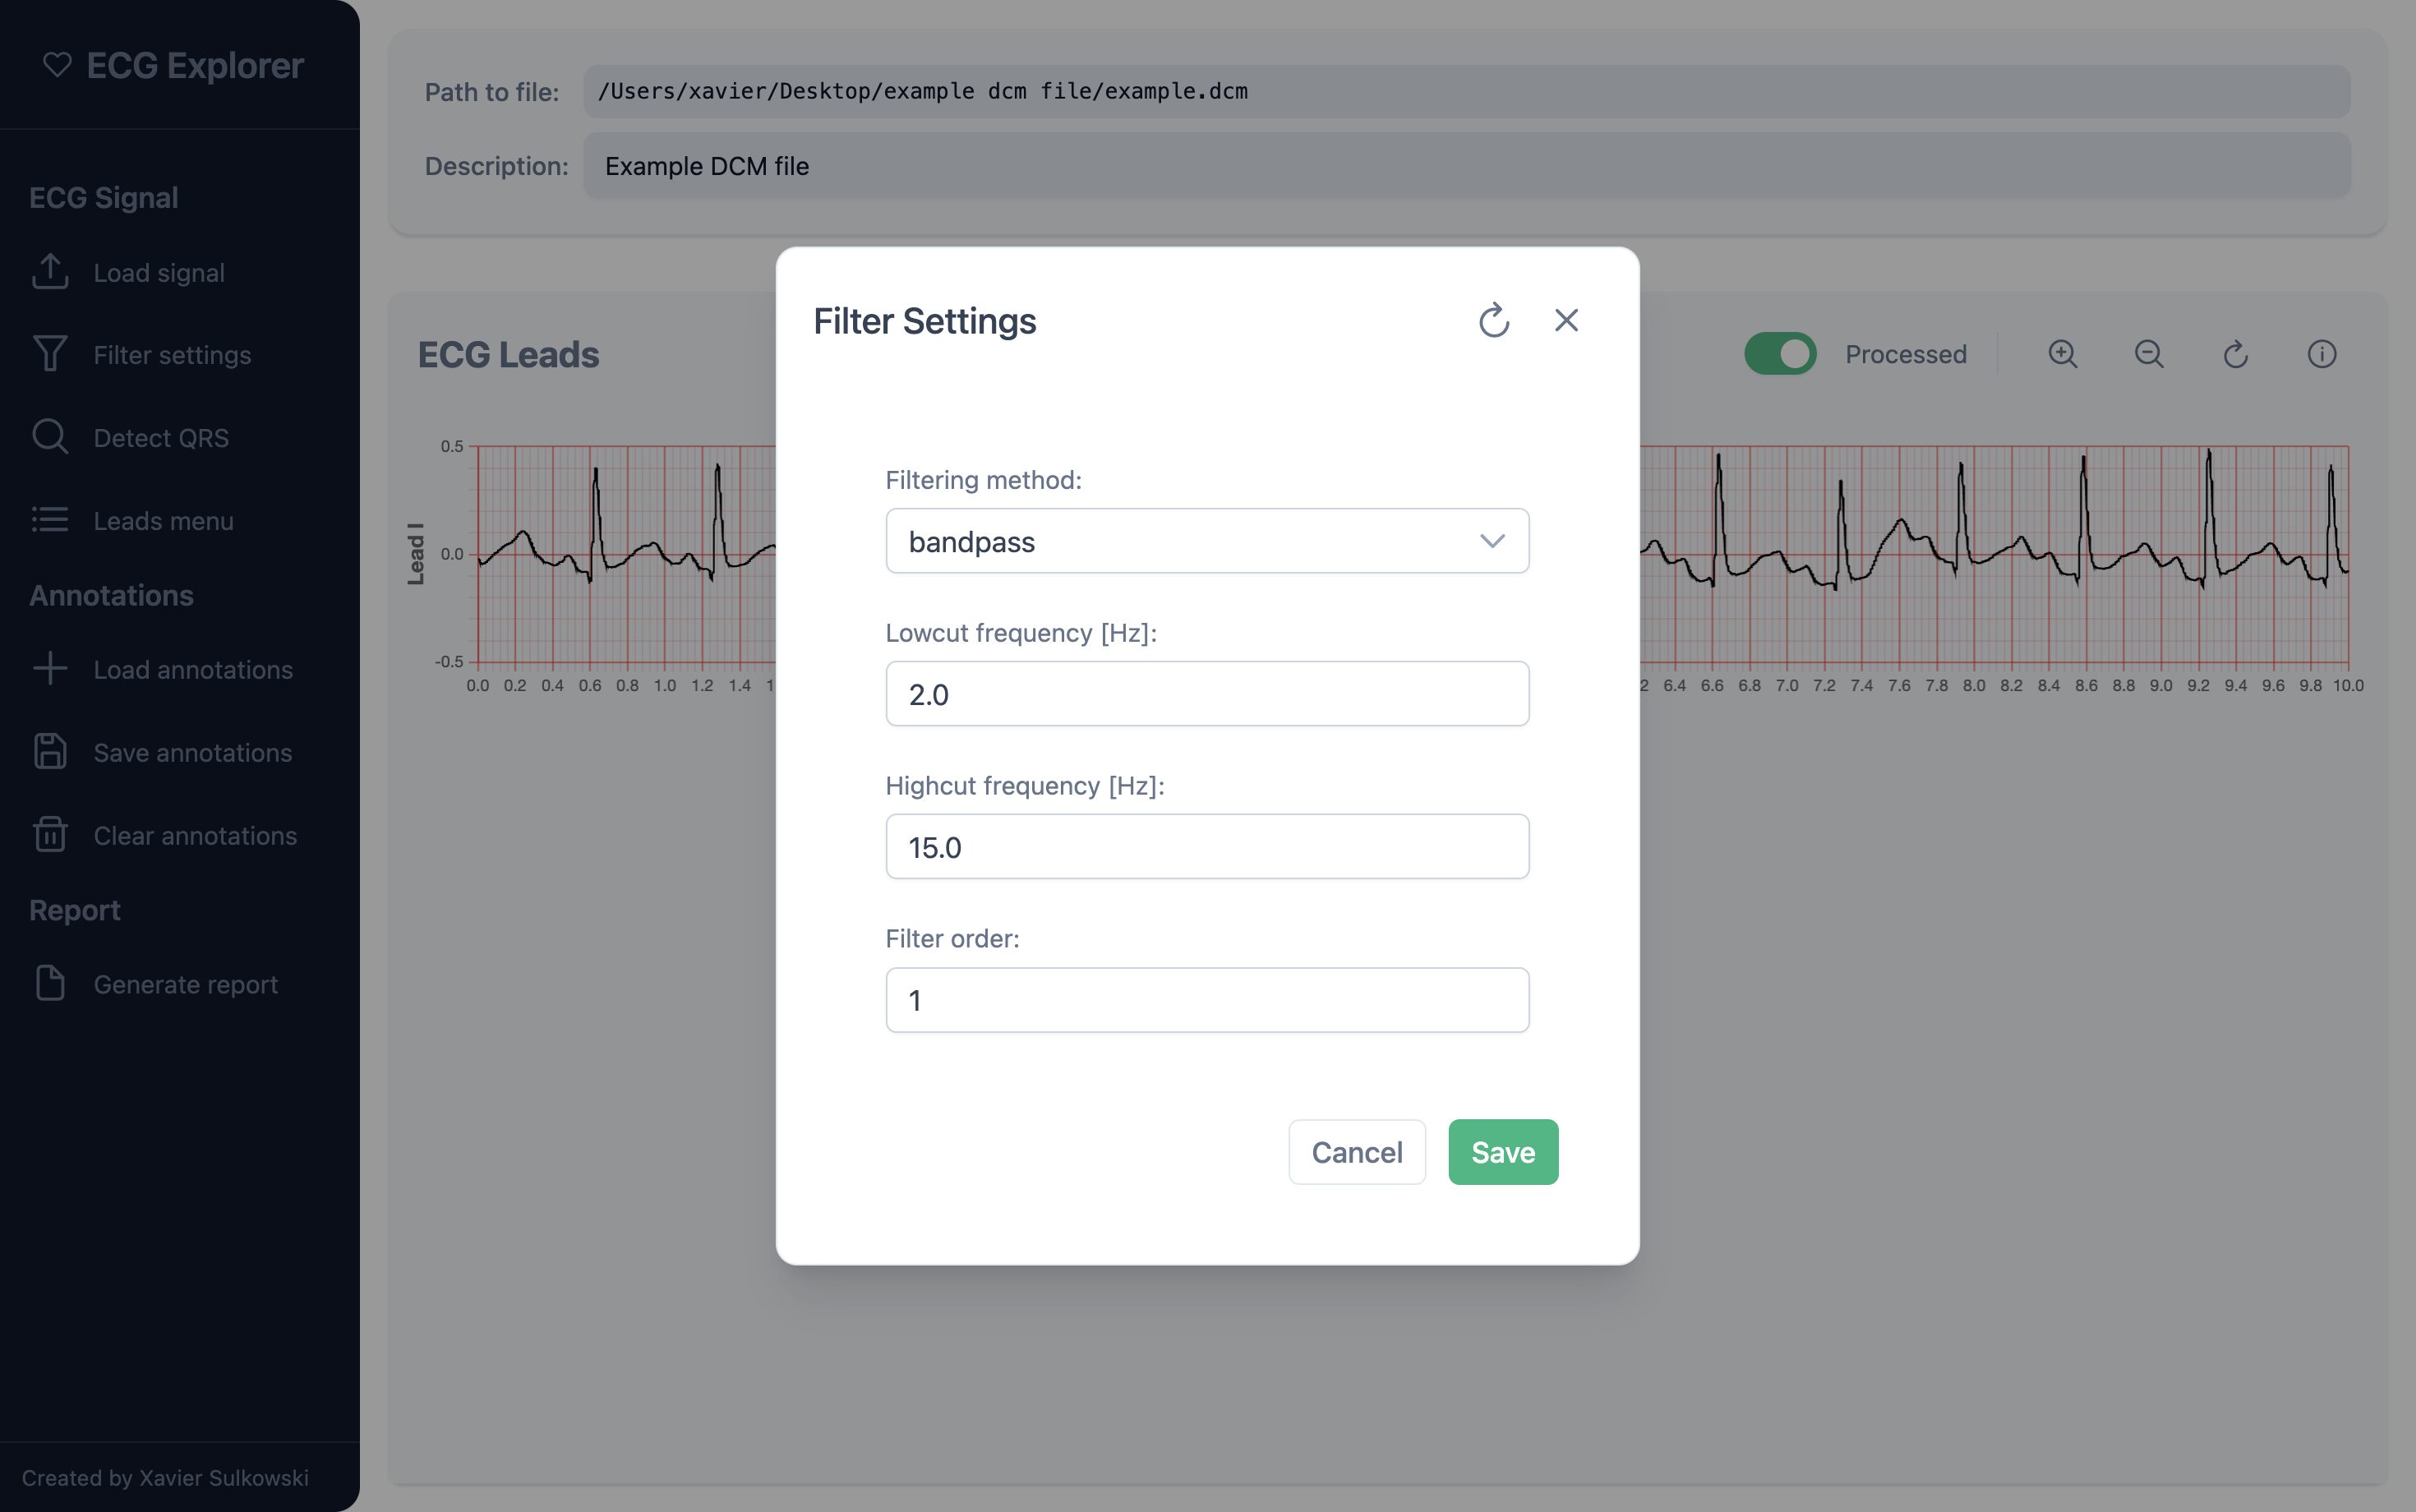 ECG Explorer
ECG Signal
Load signal
Filter settings
Detect QRS
Leads menu
Annotations
Load annotations
Save annotations
Clear annotations
Report
Generate report
Created by Xavier Sulkowski
Path to file: /Users/xavier/Desktop/example dcm file/example.dcm
Description: Example DCM file
ECG Leads
Processed
Lead I
0.5
0.0
-0.5
0.0 0.2 0.4 0.6 0.8 1.0 1.2 1.4 1
2 6.4 6.6 6.8 7.0 7.2 7.4 7.6 7.8 8.0 8.2 8.4 8.6 8.8 9.0 9.2 9.4 9.6 9.8 10.0
Filter Settings
Filtering method:
bandpass
Lowcut frequency [Hz]:
2.0
Highcut frequency [Hz]:
15.0
Filter order:
1
Cancel Save